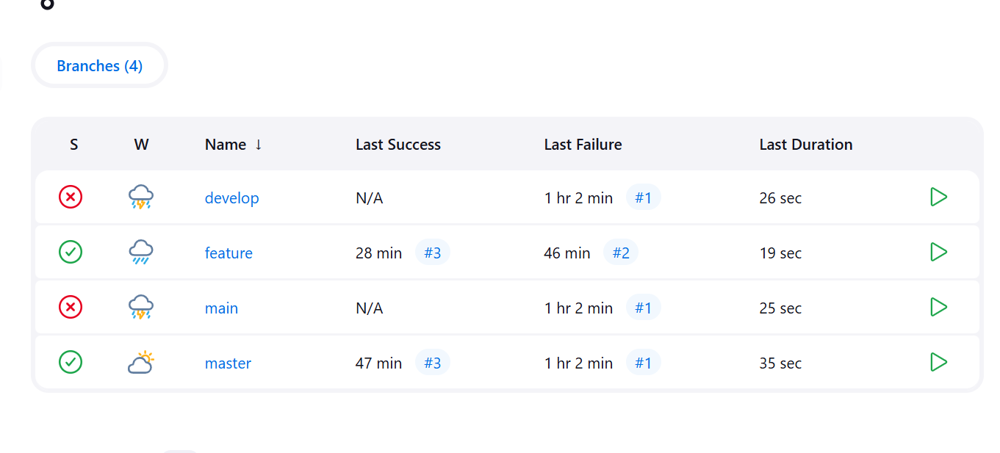 Branches (4)
S W Name ↓ Last Success Last Failure Last Duration
develop N/A 1 hr 2 min #1 26 sec
feature 28 min #3 46 min #2 19 sec
main N/A 1 hr 2 min #1 25 sec
master 47 min #3 1 hr 2 min #1 35 sec